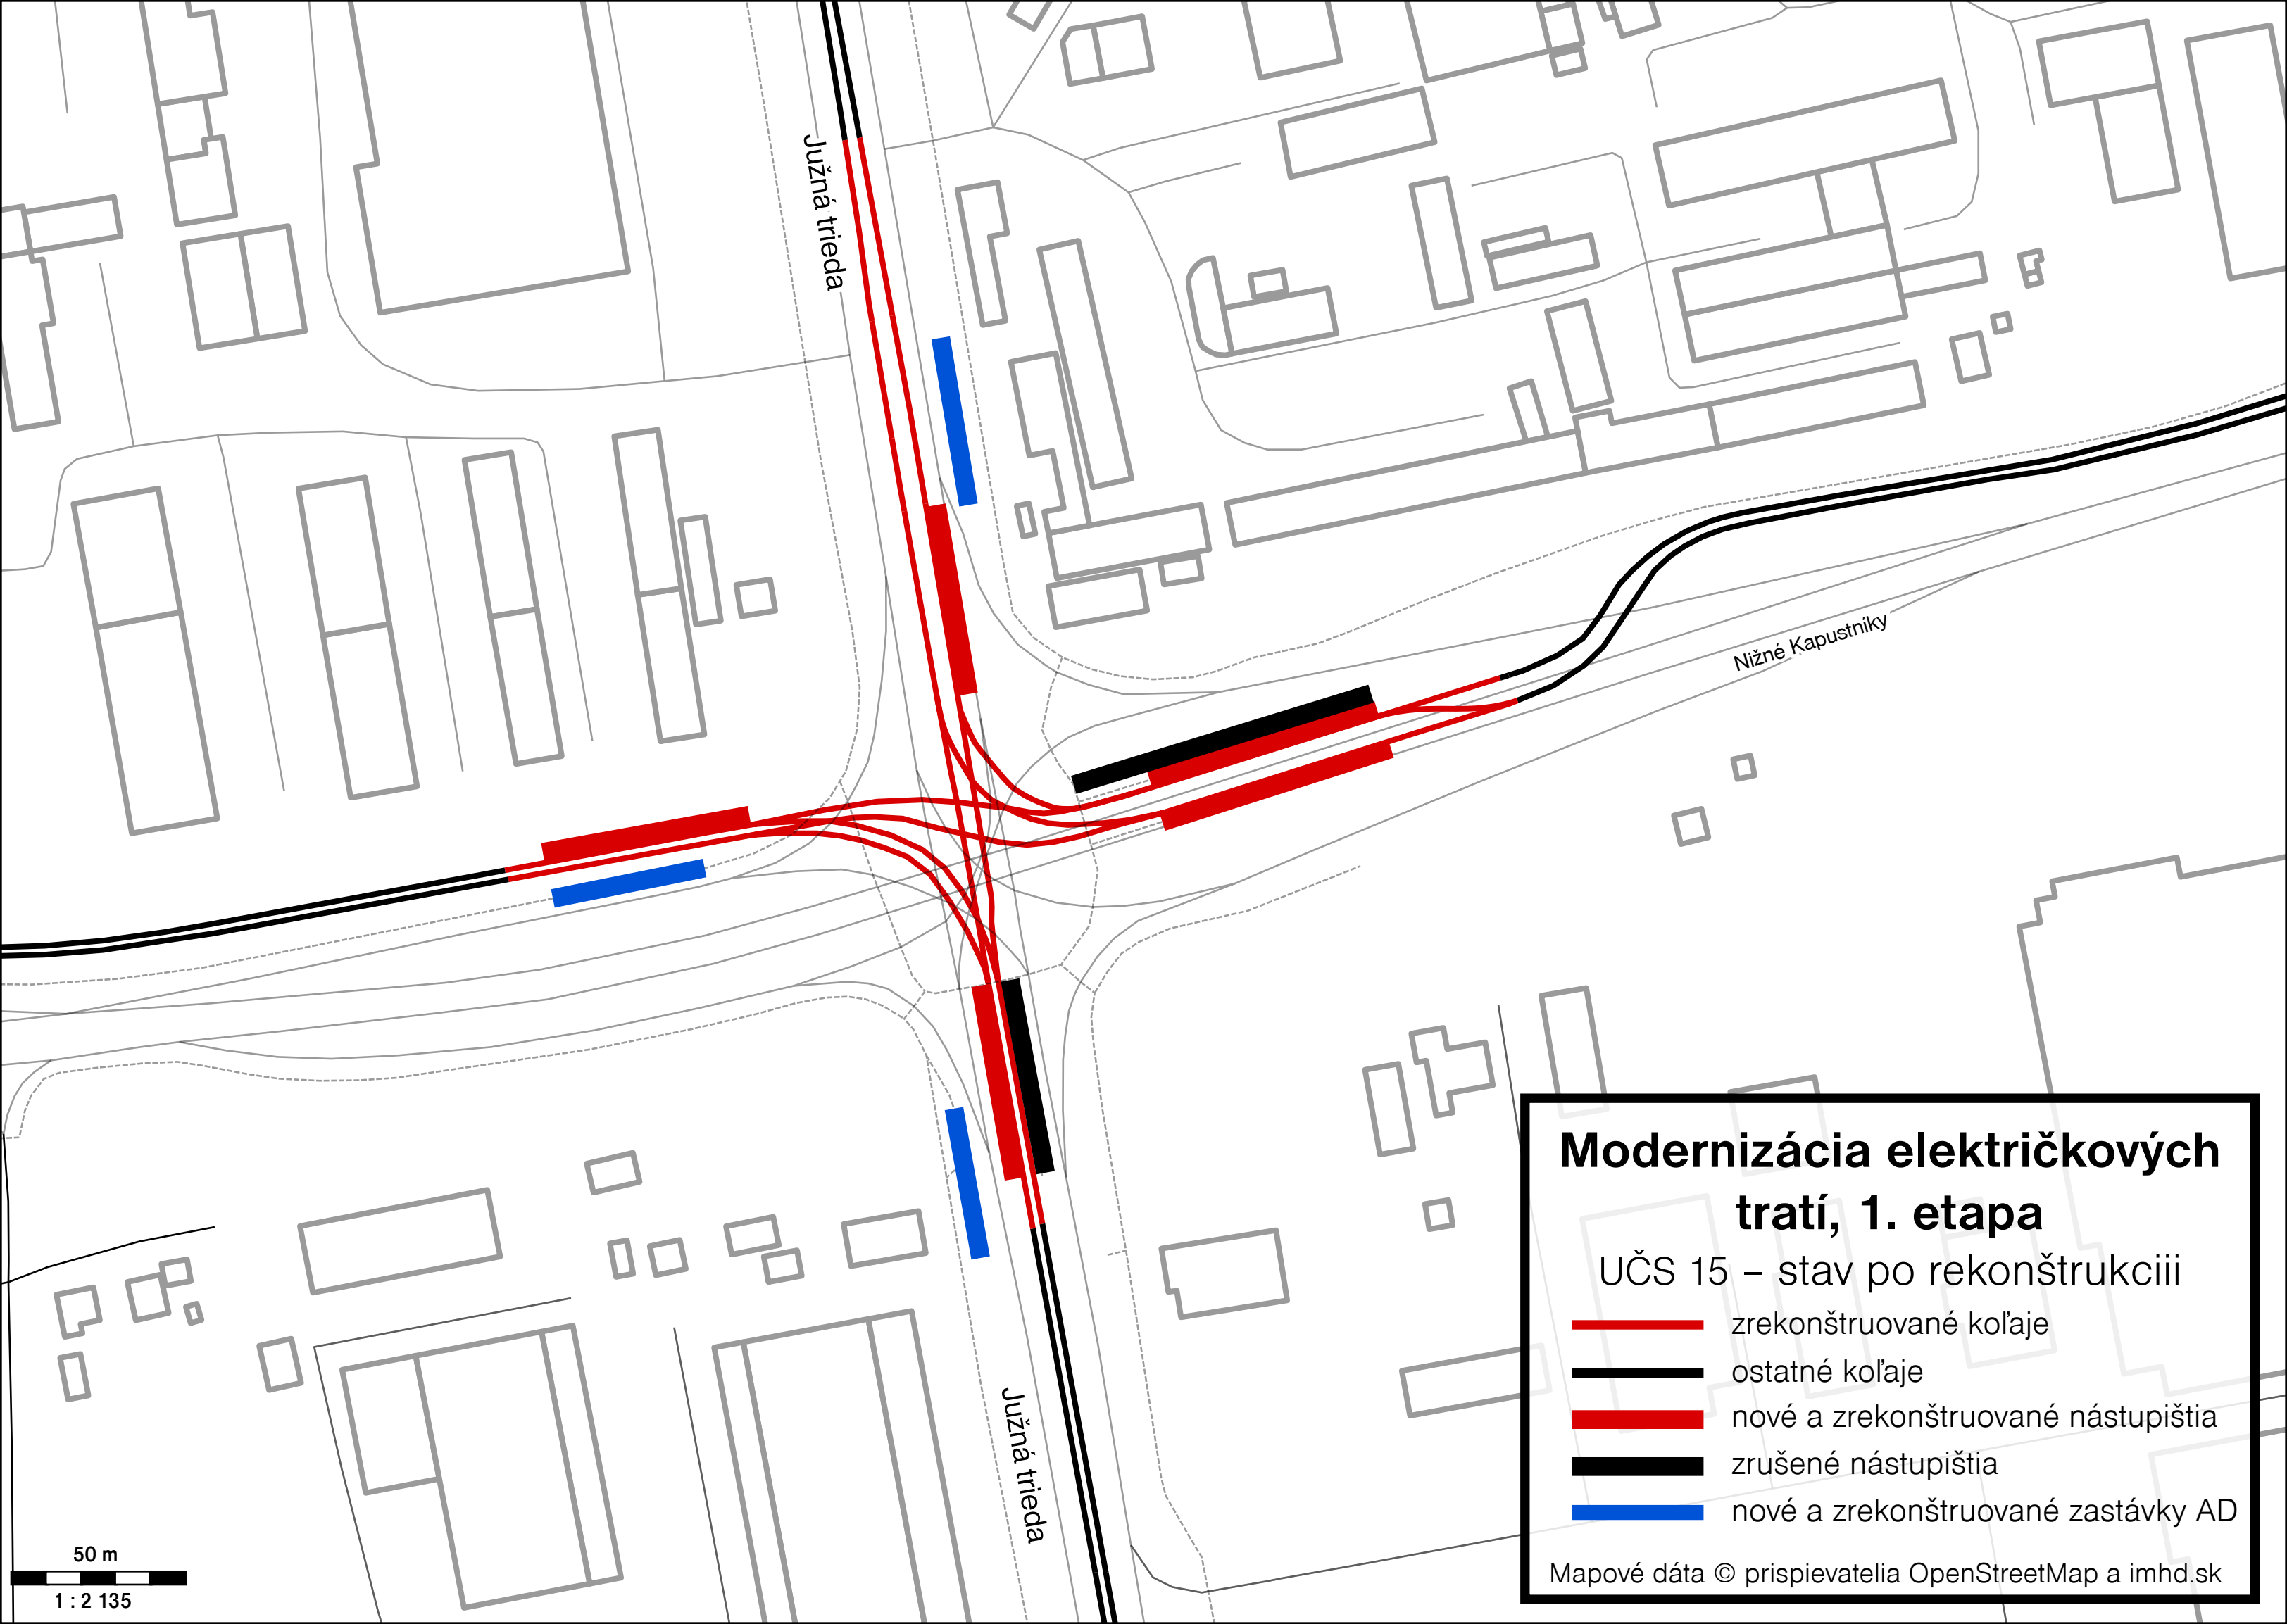 Južná trieda
Nižné Kapustníky
Južná trieda
Modernizácia električkových
tratí, 1. etapa
UČS 15 – stav po rekonštrukciii
zrekonštruované koľaje
ostatné koľaje
nové a zrekonštruované nástupištia
zrušené nástupištia
nové a zrekonštruované zastávky AD
Mapové dáta © prispievatelia OpenStreetMap a imhd.sk
50 m
1 : 2 135